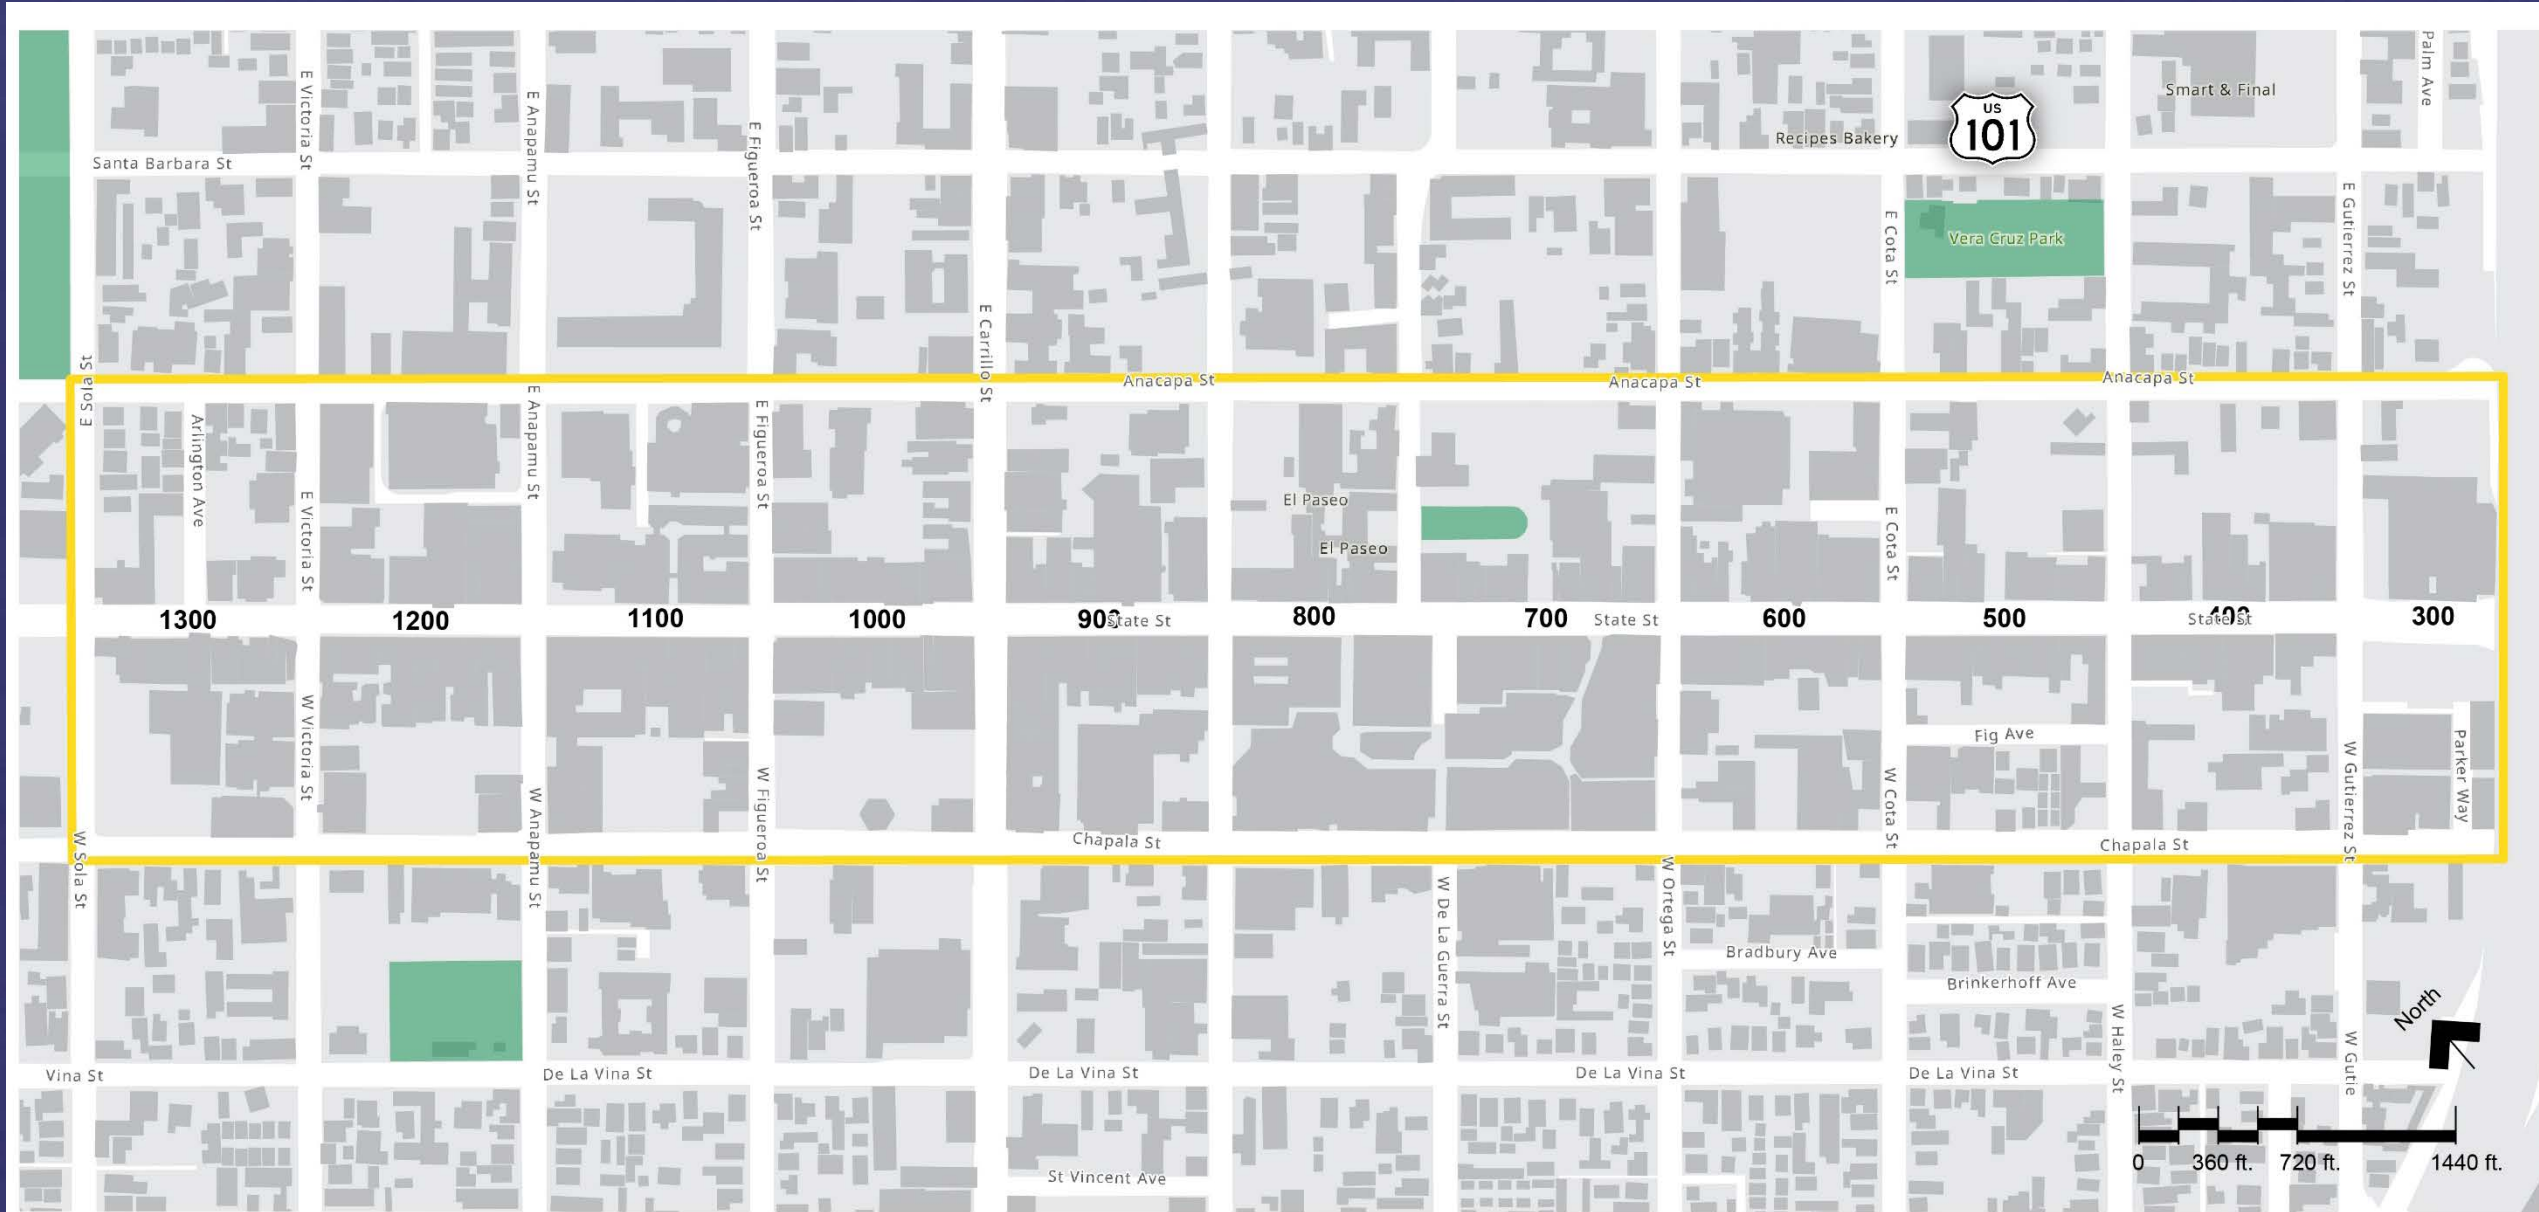 Palm Ave
E Victoria St
E Anapamu St
Smart & Final
US
101
E Figueroa St
Recipes Bakery
Santa Barbara St
E Gutierrez St
E Cota St
Vera Cruz Park
E Carrillo St
E Sola St
Anacapa St
Anacapa St
Anacapa St
E Anapamu St
E Figueroa St
Arlington Ave
E Victoria St
El Paseo
E Cota St
El Paseo
1300
1200
1100
1000
900
State St
800
700
State St
600
500
State St
400
300
W Victoria St
Fig Ave
Parker Way
W Gutierrez St
W Figueroa St
W Cota St
W Anapamu St
W Sola St
Chapala St
Chapala St
W Ortega St
W De La Guerra St
Bradbury Ave
Brinkerhoff Ave
North
W Haley St
W Gutie
Vina St
De La Vina St
De La Vina St
De La Vina St
De La Vina St
St Vincent Ave
0 360 ft. 720 ft. 1440 ft.